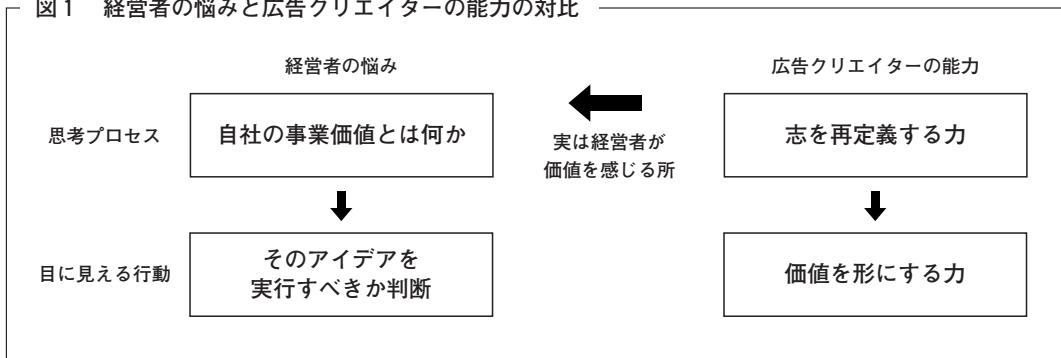 図1 経営者の悩みと広告クリエイターの能力の対比
経営者の悩み
広告クリエイターの能力
思考プロセス
自社の事業価値とは何か
実は経営者が
価値を感じる所
志を再定義する力
目に見える行動
そのアイデアを
実行すべきか判断
価値を形にする力